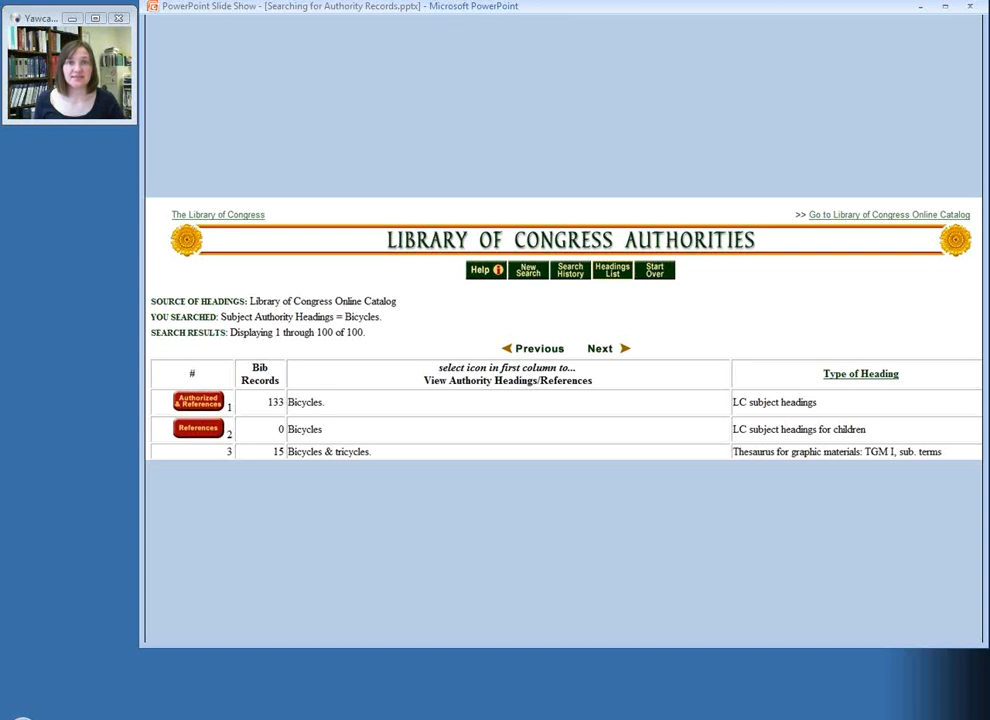 Yawca...
PowerPoint Slide Show - [Searching for Authority Records.pptx] - Microsoft PowerPoint
The Library of Congress
>> Go to Library of Congress Online Catalog
LIBRARY OF CONGRESS AUTHORITIES
Help i New Search Search History Headings List Start Over
SOURCE OF HEADINGS: Library of Congress Online Catalog
YOU SEARCHED: Subject Authority Headings = Bicycles.
SEARCH RESULTS: Displaying 1 through 100 of 100.
Previous Next
# Bib Records select icon in first column to... View Authority Headings/References Type of Heading
Authorized & References 1 133 Bicycles. LC subject headings
References 2 0 Bicycles LC subject headings for children
3 15 Bicycles & tricycles. Thesaurus for graphic materials: TGM I, sub. terms